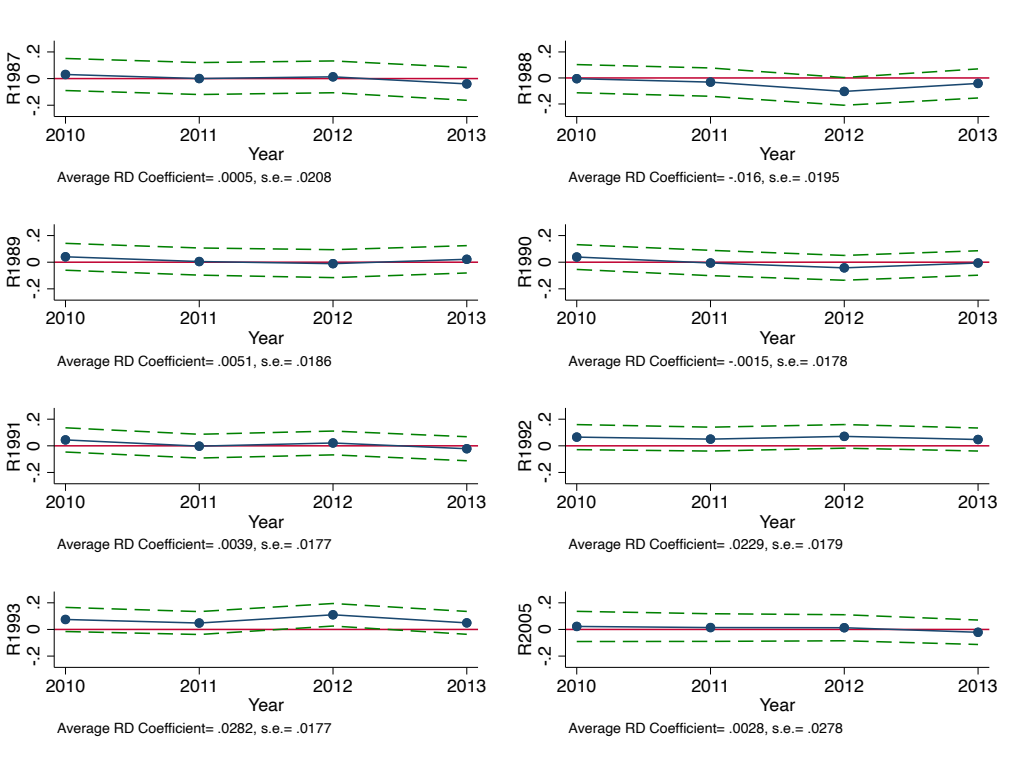 R1987
.2
0
-.2
2010 2011 2012 2013
Year
Average RD Coefficient= .0005, s.e.= .0208
R1988
.2
0
-.2
2010 2011 2012 2013
Year
Average RD Coefficient= -.016, s.e.= .0195
R1989
.2
0
-.2
2010 2011 2012 2013
Year
Average RD Coefficient= .0051, s.e.= .0186
R1990
.2
0
-.2
2010 2011 2012 2013
Year
Average RD Coefficient= -.0015, s.e.= .0178
R1991
.2
0
-.2
2010 2011 2012 2013
Year
Average RD Coefficient= .0039, s.e.= .0177
R1992
.2
0
-.2
2010 2011 2012 2013
Year
Average RD Coefficient= .0229, s.e.= .0179
R1993
.2
0
-.2
2010 2011 2012 2013
Year
Average RD Coefficient= .0282, s.e.= .0177
R2005
.2
0
-.2
2010 2011 2012 2013
Year
Average RD Coefficient= .0028, s.e.= .0278